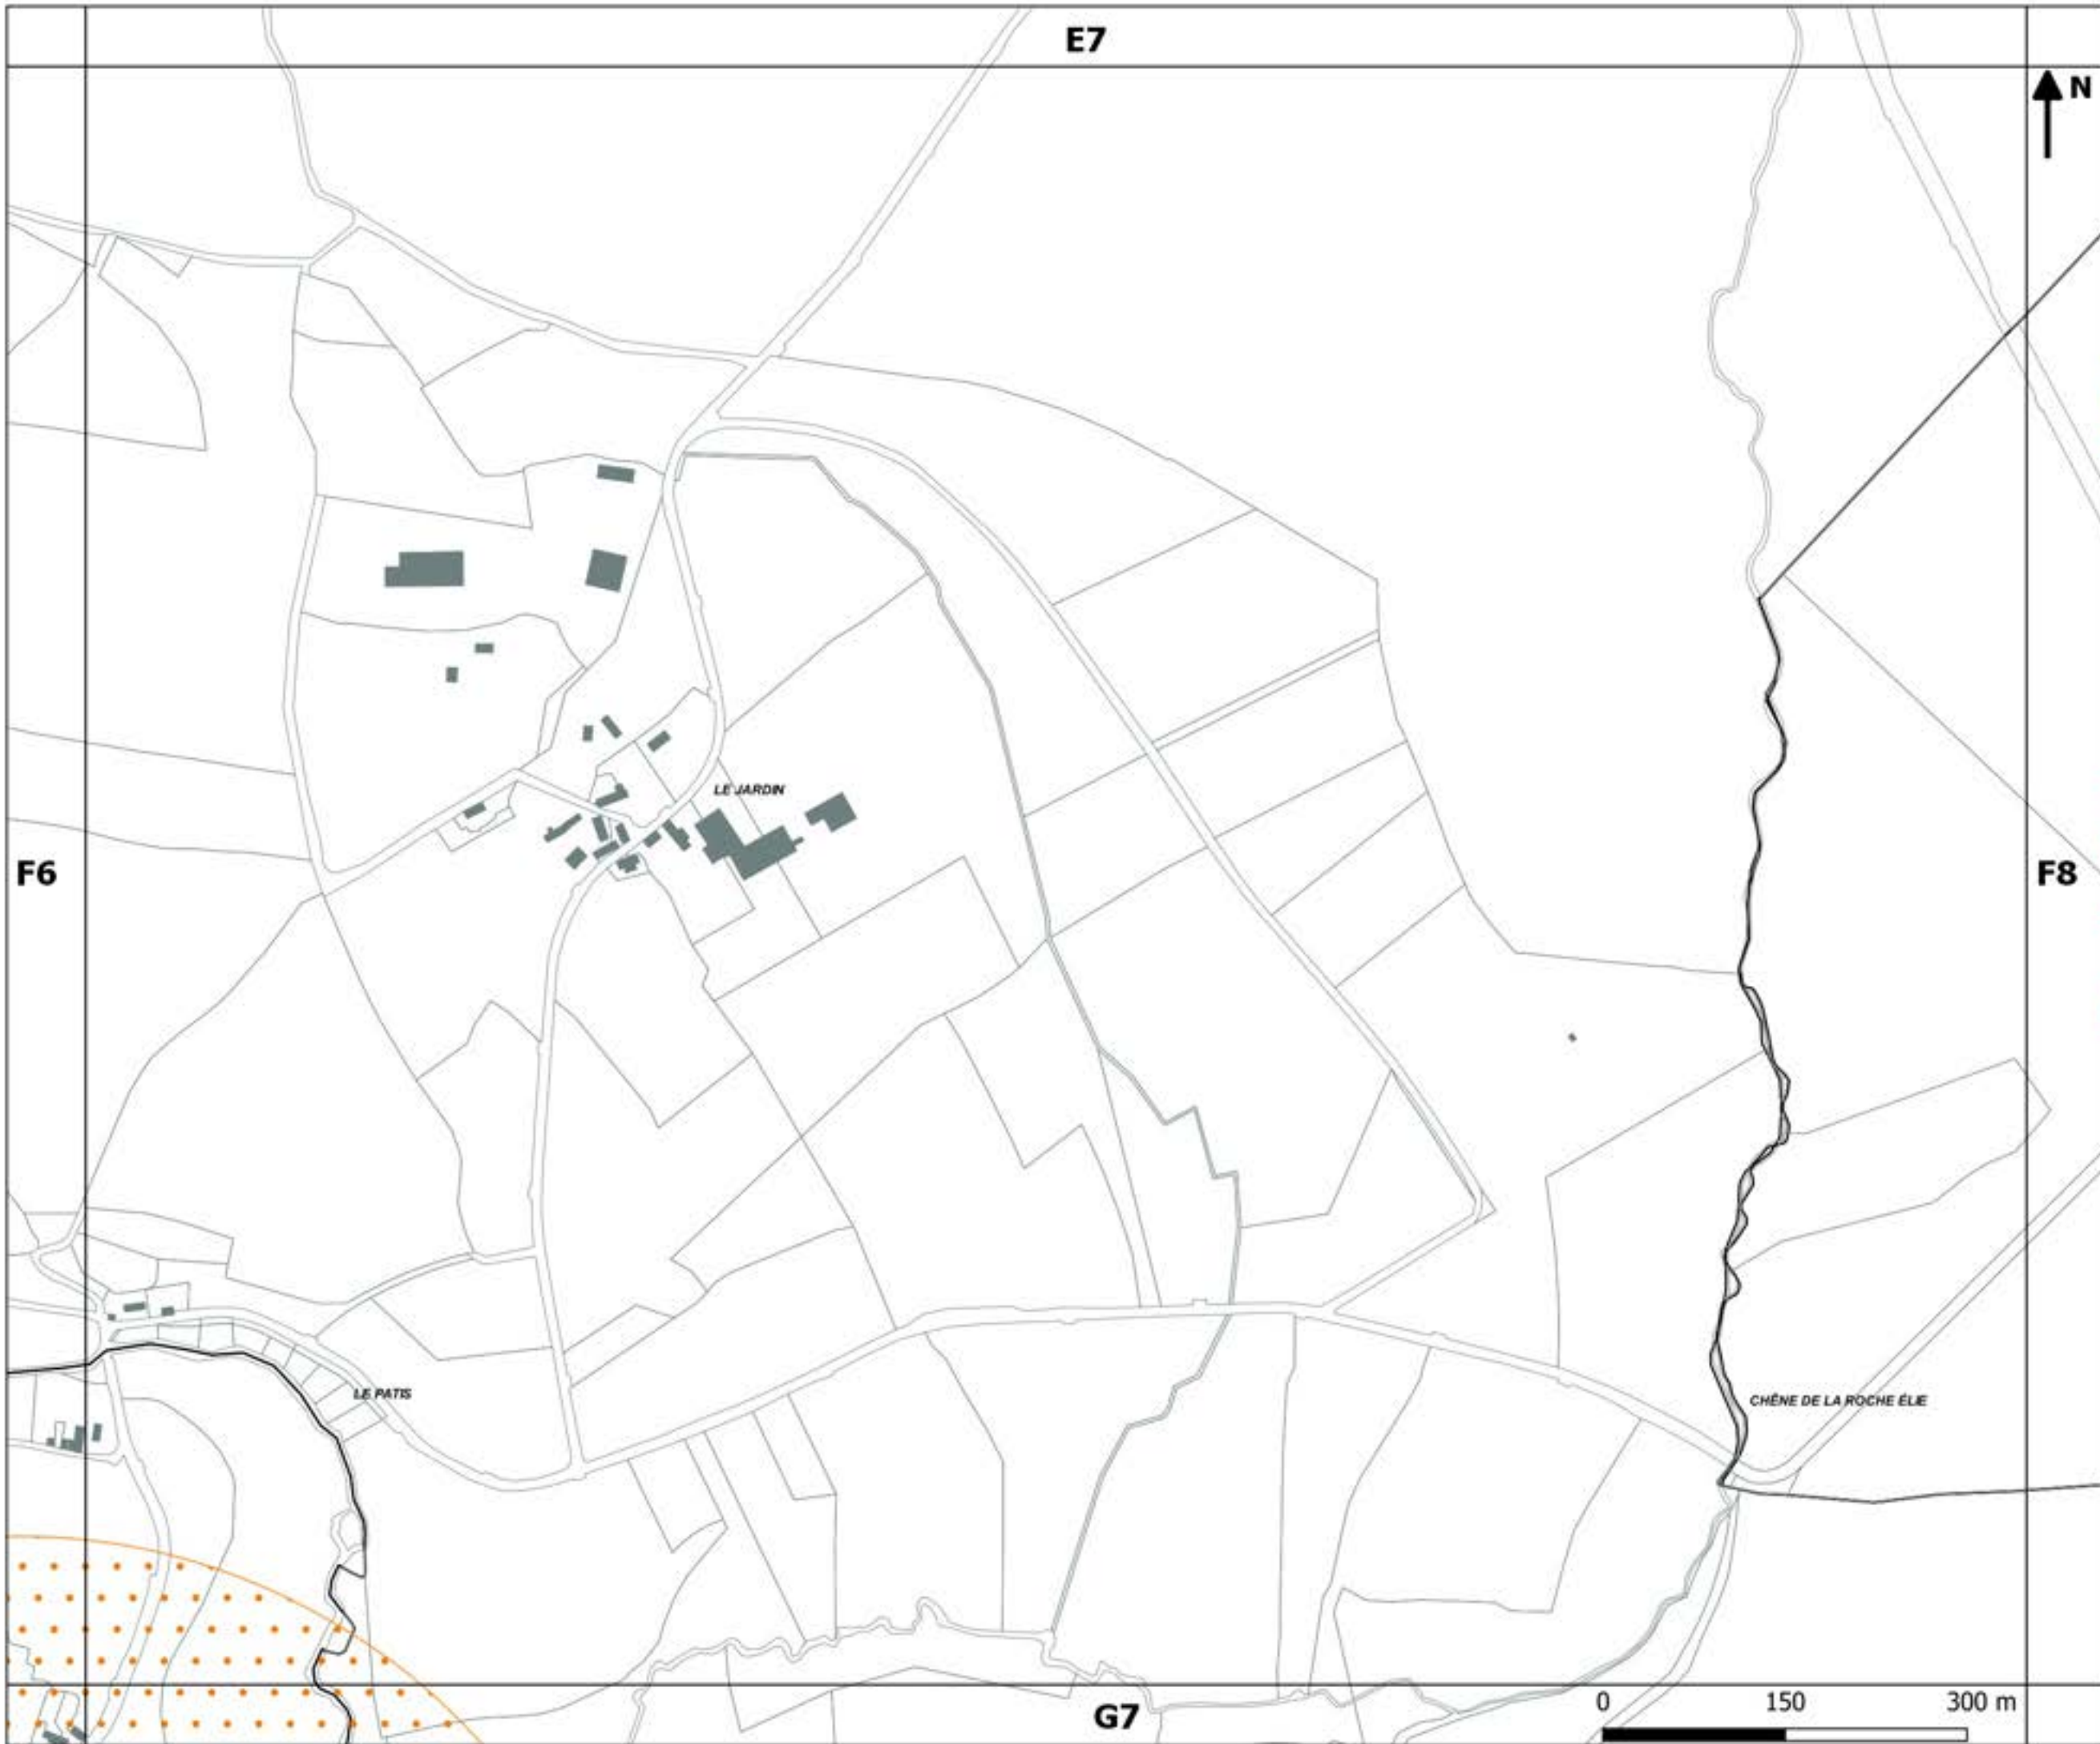 E7
N
LE JARDIN
F6
F8
LE PATIS
CHÊNE DE LA ROCHE ÉLIE
G7
0 150 300 m